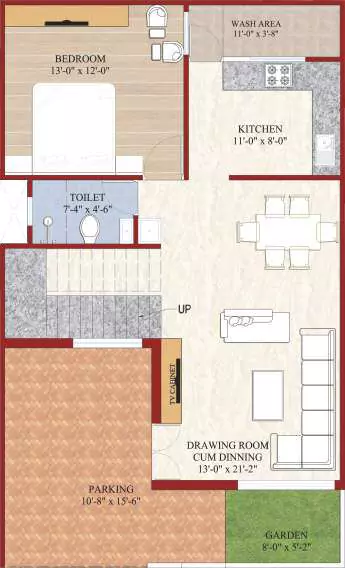 WASH AREA
11'-0" x 3'-8"
BEDROOM
13'-0" x 12'-0"
KITCHEN
11'-0" x 8'-0"
TOILET
7'-4" x 4'-6"
UP
TV CABINET
DRAWING ROOM
CUM DINNING
13'-0" x 21'-2"
PARKING
10'-8" x 15'-6"
GARDEN
8'-0" x 5'-2"